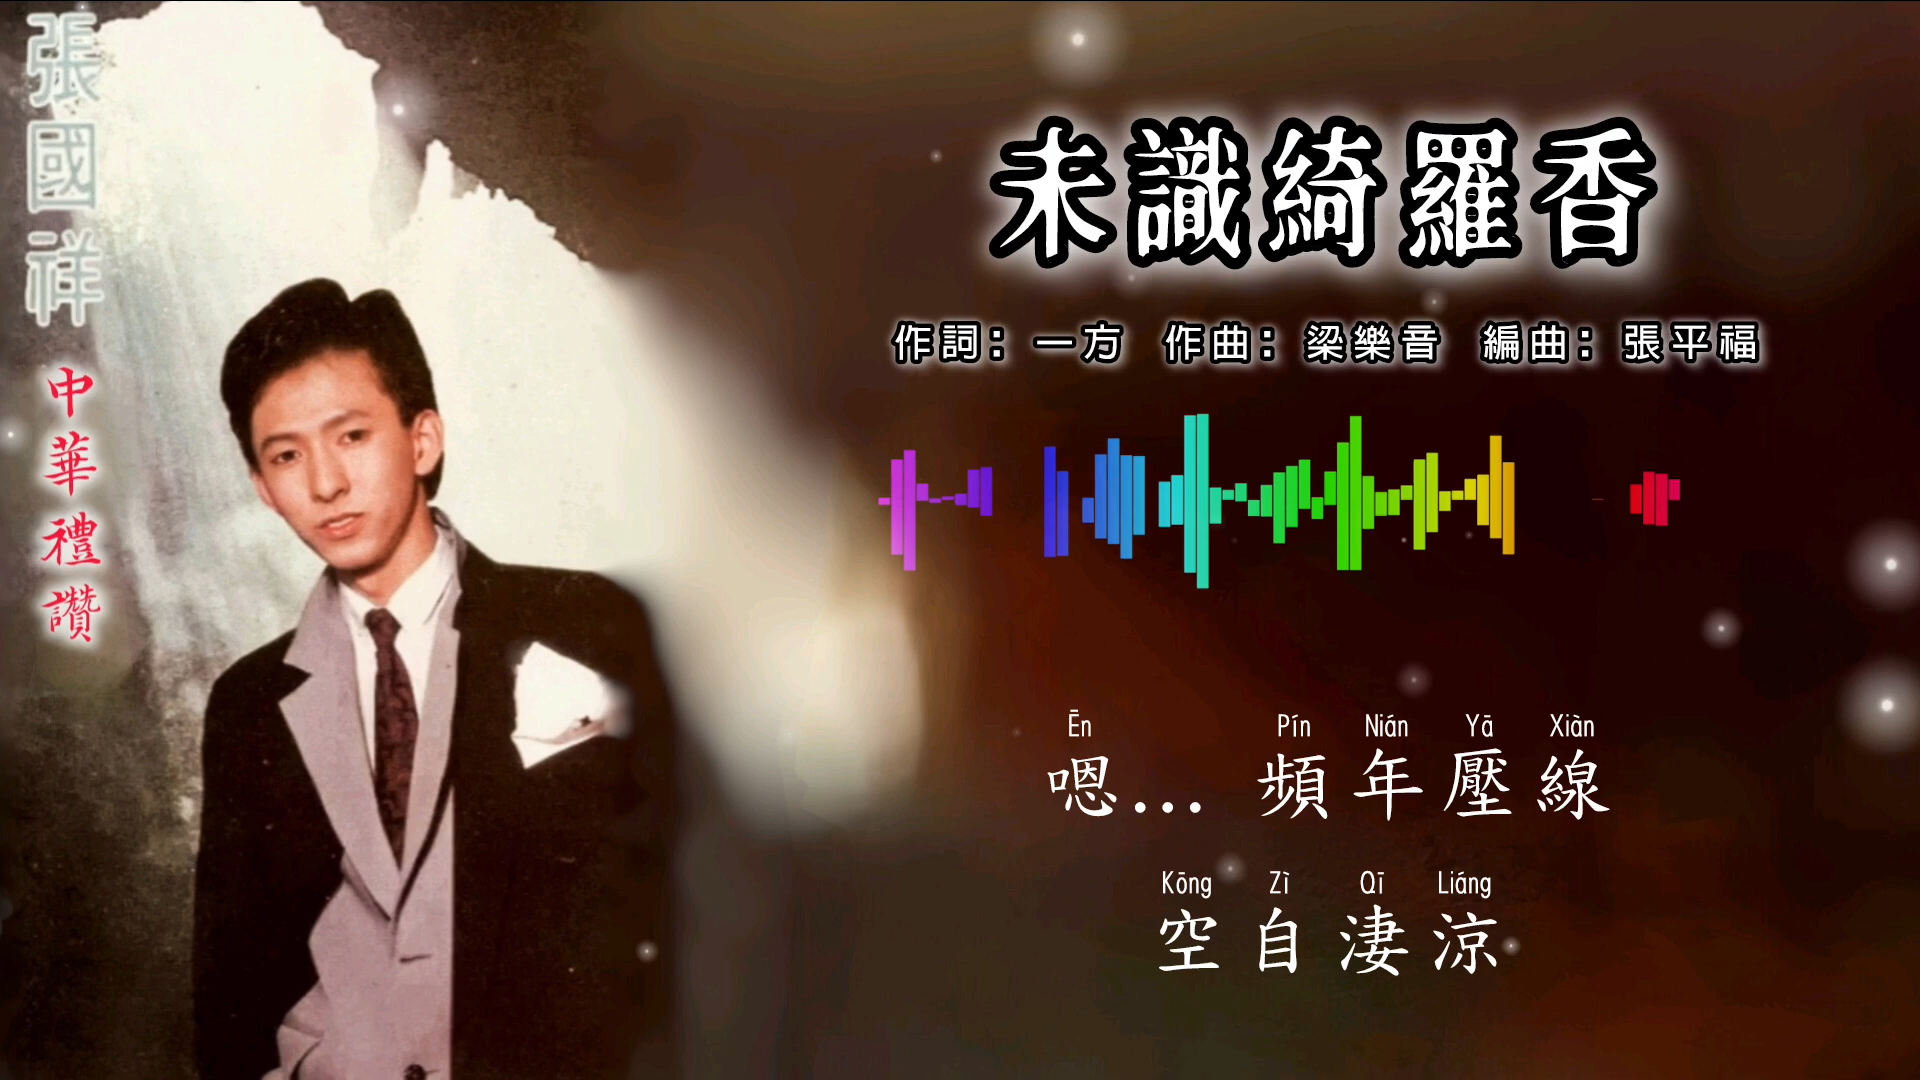 張國祥
中華禮讚
未識綺羅香
作詞：一方 作曲：梁樂音 編曲：張平福
Ēn Pín Nián Yā Xiàn
嗯... 頻年壓線
Kōng Zì Qī Liáng
空自淒涼